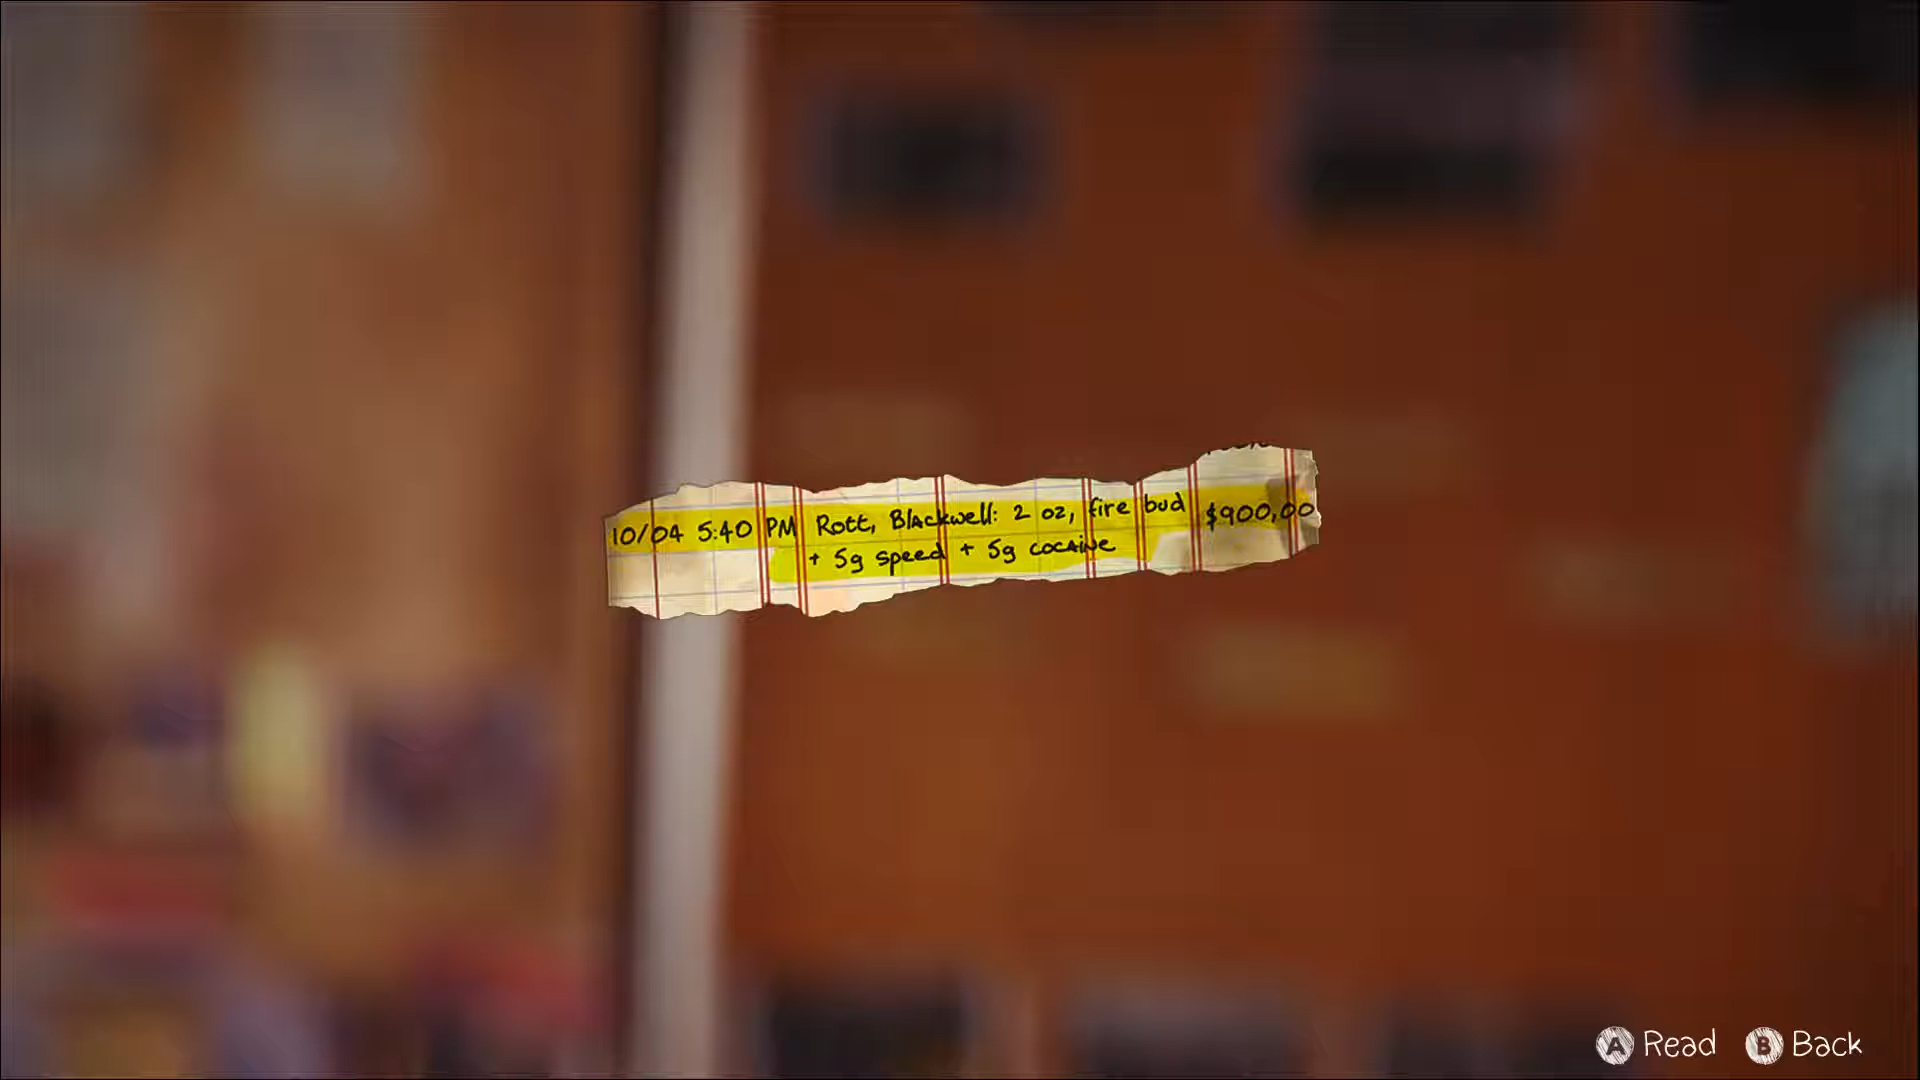 10/04 5:40 PM Rott, Blackwell: 2 oz, fire bud $900,00
+ 5g speed + 5g cocaine
A Read B Back